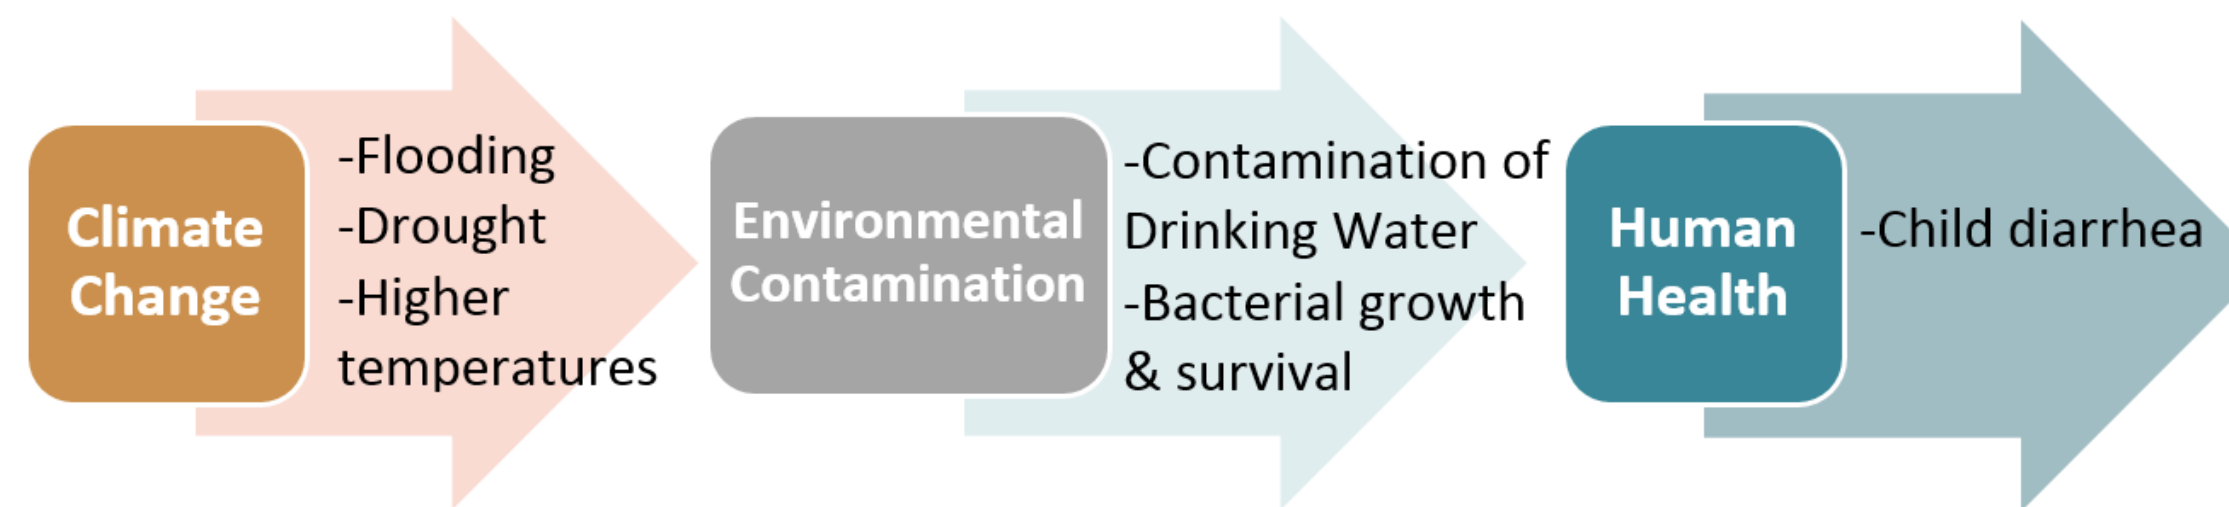 Climate
Change
-Flooding
-Drought
-Higher
temperatures
Environmental
Contamination
-Contamination of
Drinking Water
-Bacterial growth
& survival
Human
Health
-Child diarrhea